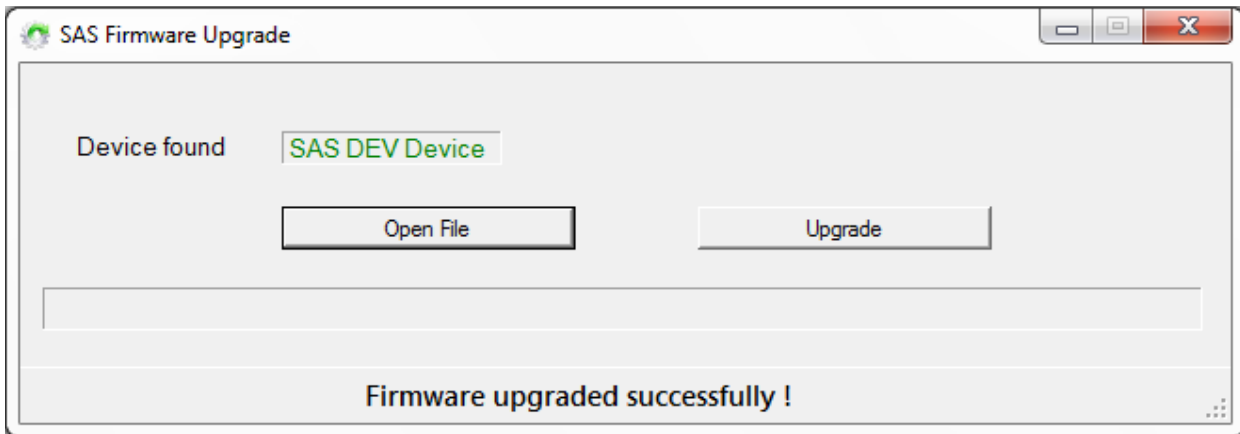 SAS Firmware Upgrade
Device found SAS DEV Device
Open File Upgrade
Firmware upgraded successfully !